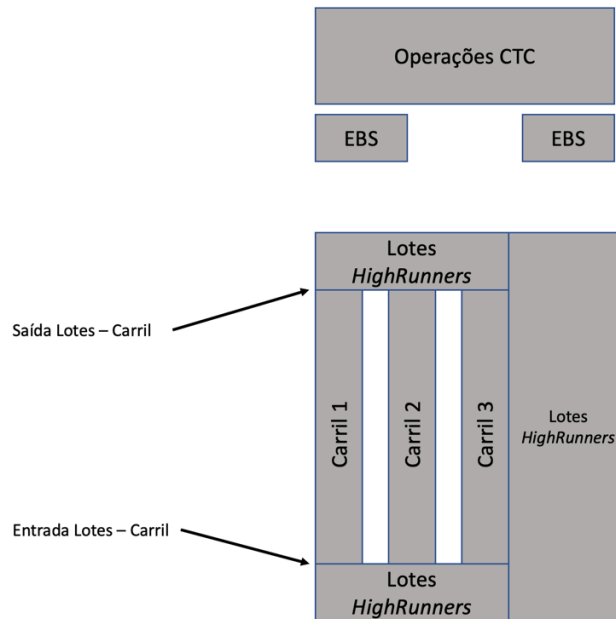 Operações CTC
EBS
EBS
Lotes
HighRunners
Saída Lotes – Carril
Carril 1
Carril 2
Carril 3
Lotes
HighRunners
Entrada Lotes – Carril
Lotes
HighRunners